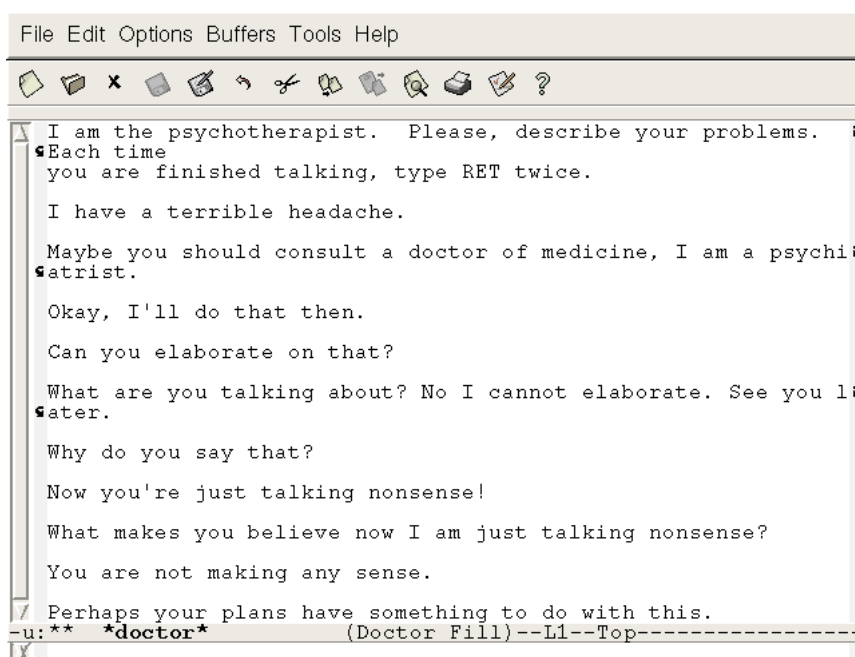 File Edit Options Buffers Tools Help
I am the psychotherapist.  Please, describe your problems.
Each time
you are finished talking, type RET twice.
I have a terrible headache.
Maybe you should consult a doctor of medicine, I am a psychi
atrist.
Okay, I'll do that then.
Can you elaborate on that?
What are you talking about? No I cannot elaborate. See you l
ater.
Why do you say that?
Now you're just talking nonsense!
What makes you believe now I am just talking nonsense?
You are not making any sense.
Perhaps your plans have something to do with this.
-u:**  *doctor*          (Doctor Fill)--L1--Top-----------------